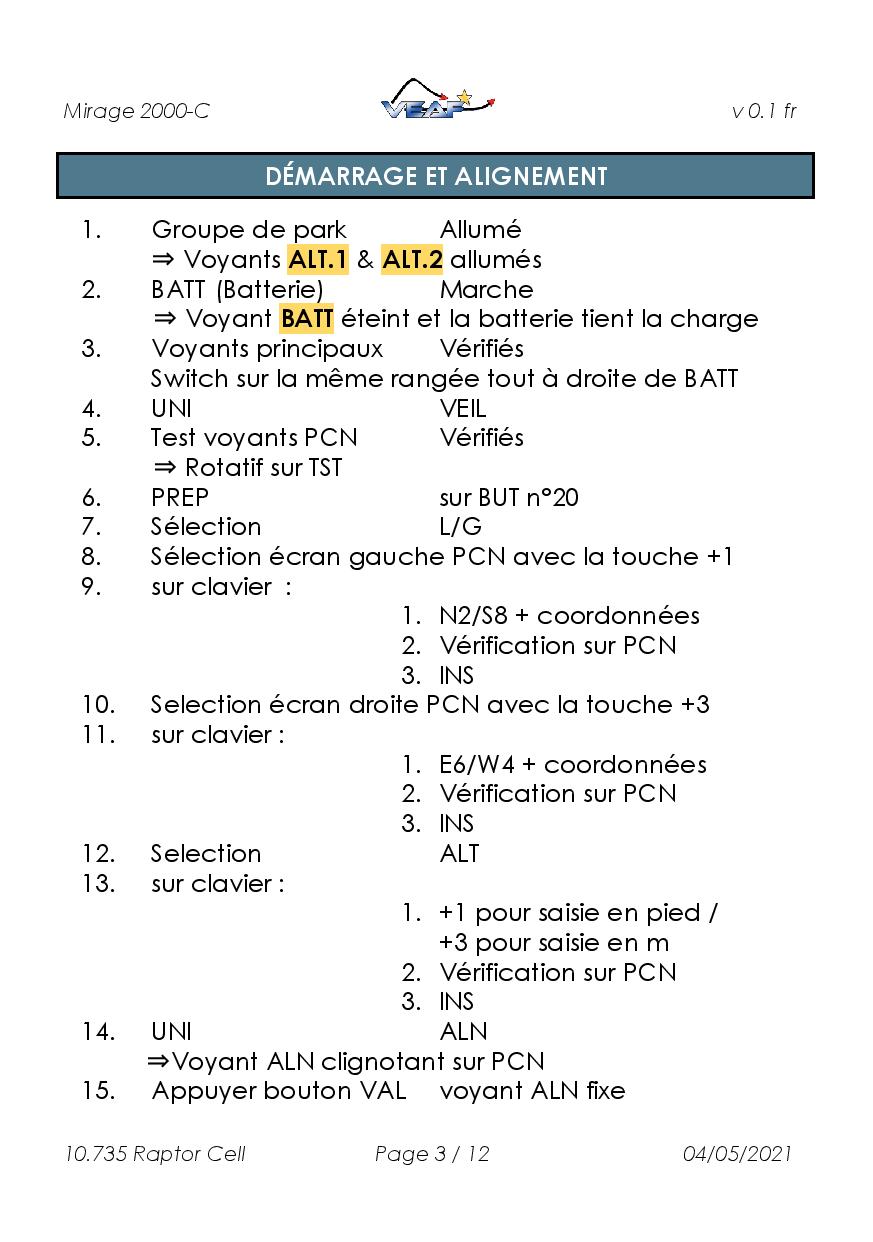 Mirage 2000-C
VEAF
v 0.1 fr
DÉMARRAGE ET ALIGNEMENT
1. Groupe de park Allumé
⇒ Voyants ALT.1 & ALT.2 allumés
2. BATT (Batterie) Marche
⇒ Voyant BATT éteint et la batterie tient la charge
3. Voyants principaux Vérifiés
Switch sur la même rangée tout à droite de BATT
4. UNI VEIL
5. Test voyants PCN Vérifiés
⇒ Rotatif sur TST
6. PREP sur BUT n°20
7. Sélection L/G
8. Sélection écran gauche PCN avec la touche +1
9. sur clavier :
1. N2/S8 + coordonnées
2. Vérification sur PCN
3. INS
10. Selection écran droite PCN avec la touche +3
11. sur clavier :
1. E6/W4 + coordonnées
2. Vérification sur PCN
3. INS
12. Selection ALT
13. sur clavier :
1. +1 pour saisie en pied /
+3 pour saisie en m
2. Vérification sur PCN
3. INS
14. UNI ALN
⇒Voyant ALN clignotant sur PCN
15. Appuyer bouton VAL voyant ALN fixe
10.735 Raptor Cell Page 3 / 12 04/05/2021